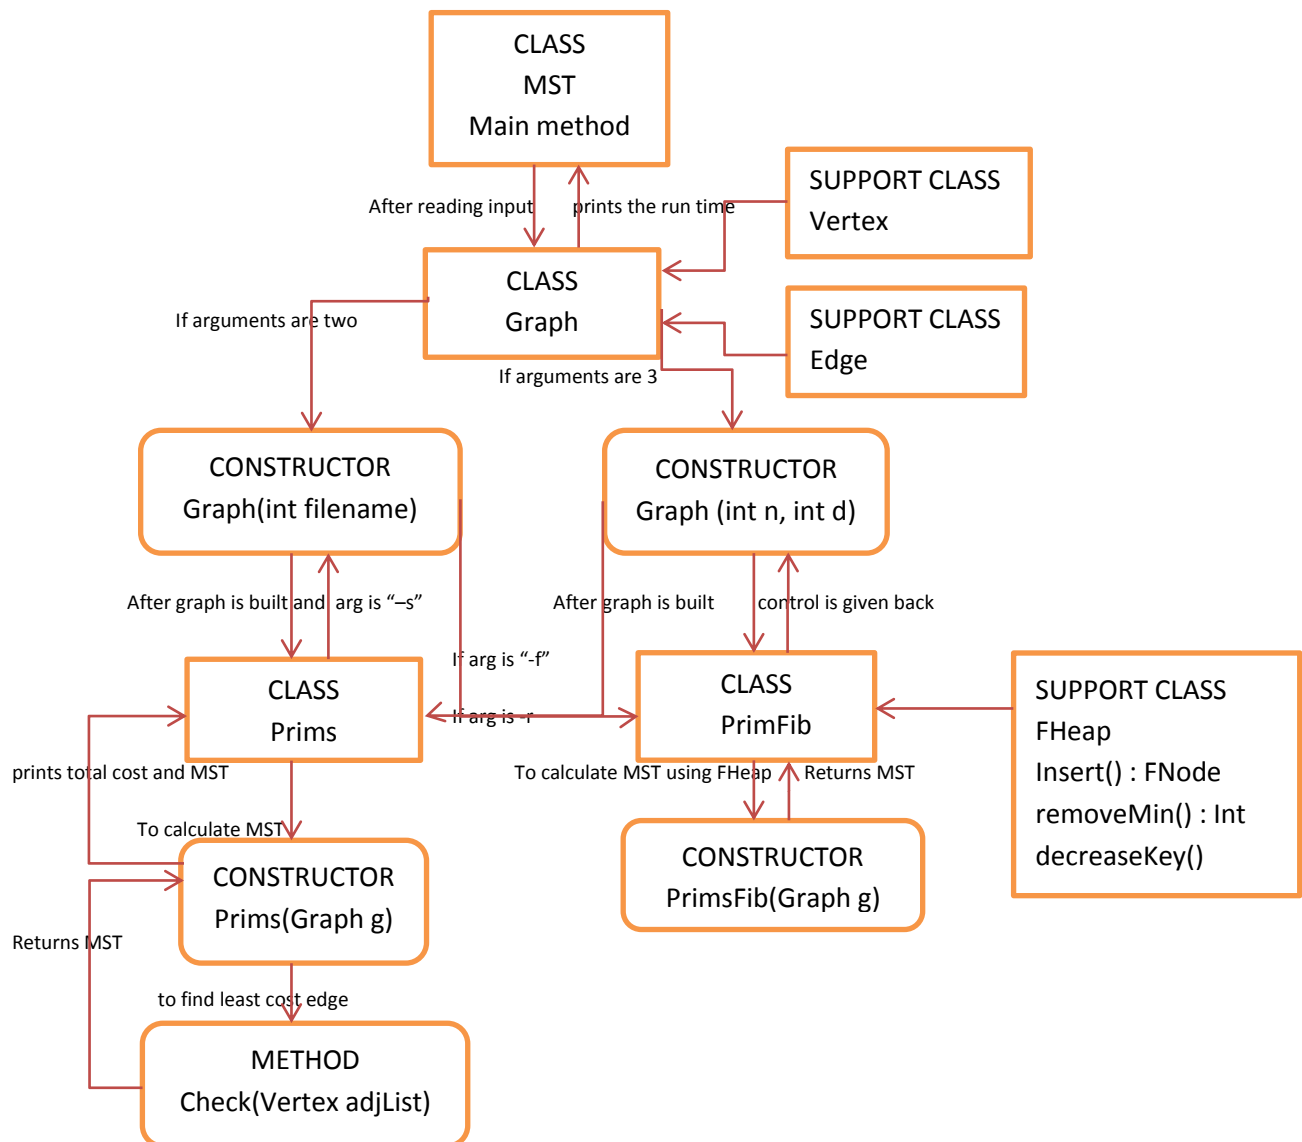 CLASS
MST
Main method
After reading input
prints the run time
SUPPORT CLASS
Vertex
CLASS
Graph
If arguments are two
SUPPORT CLASS
Edge
If arguments are 3
CONSTRUCTOR
Graph(int filename)
CONSTRUCTOR
Graph (int n, int d)
After graph is built and arg is “–s”
After graph is built
control is given back
If arg is “-f”
If arg is -r
CLASS
Prims
CLASS
PrimFib
SUPPORT CLASS
FHeap
Insert() : FNode
removeMin() : Int
decreaseKey()
prints total cost and MST
To calculate MST using FHeap
Returns MST
To calculate MST
CONSTRUCTOR
Prims(Graph g)
CONSTRUCTOR
PrimsFib(Graph g)
Returns MST
to find least cost edge
METHOD
Check(Vertex adjList)